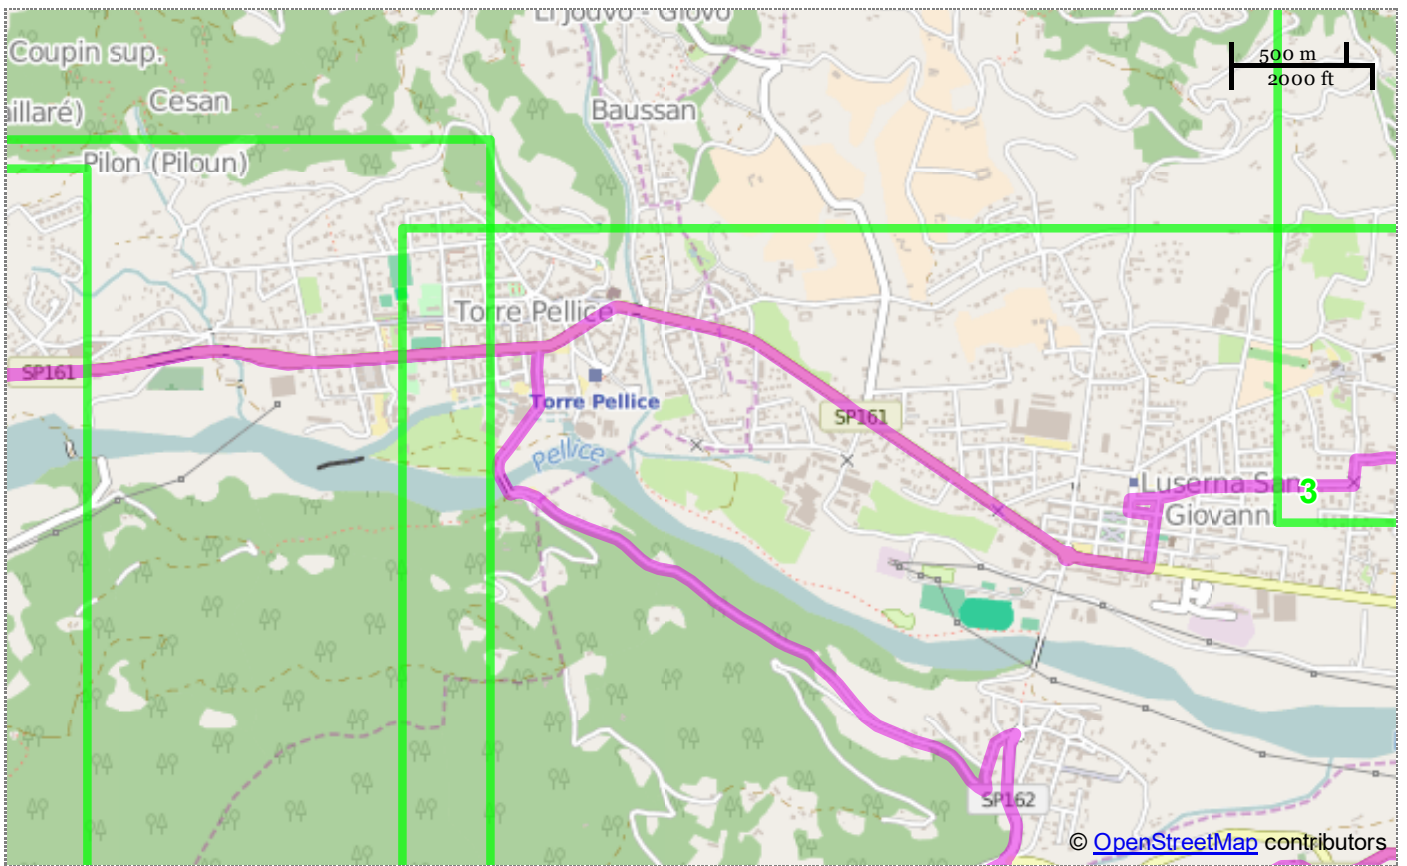 Coupin sup.
Cesan
aillaré)
Pilon (Piloun)
Baussan
500 m
2000 ft
Torre Pellice
SP161
Torre Pellice
SP161
Pellice
Luserna San
Giovanni
3
SP162
© OpenStreetMap contributors